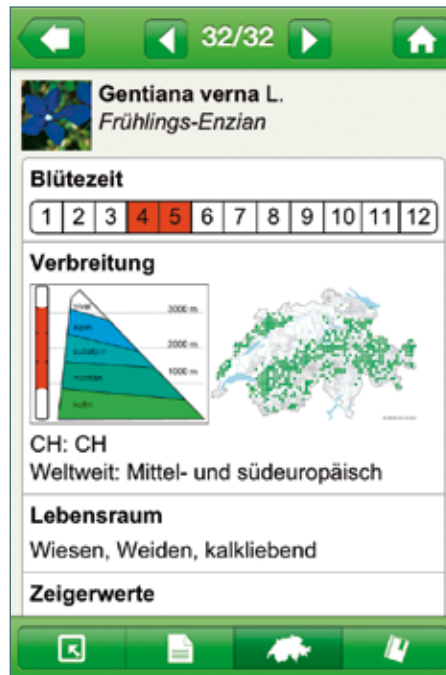 32/32
Gentiana verna L.
Frühlings-Enzian
Blütezeit
1 2 3 4 5 6 7 8 9 10 11 12
Verbreitung
3000 m
alpin
2000 m
subalpin
1000 m
montan
kollin
CH: CH
Weltweit: Mittel- und südeuropäisch
Lebensraum
Wiesen, Weiden, kalkliebend
Zeigerwerte